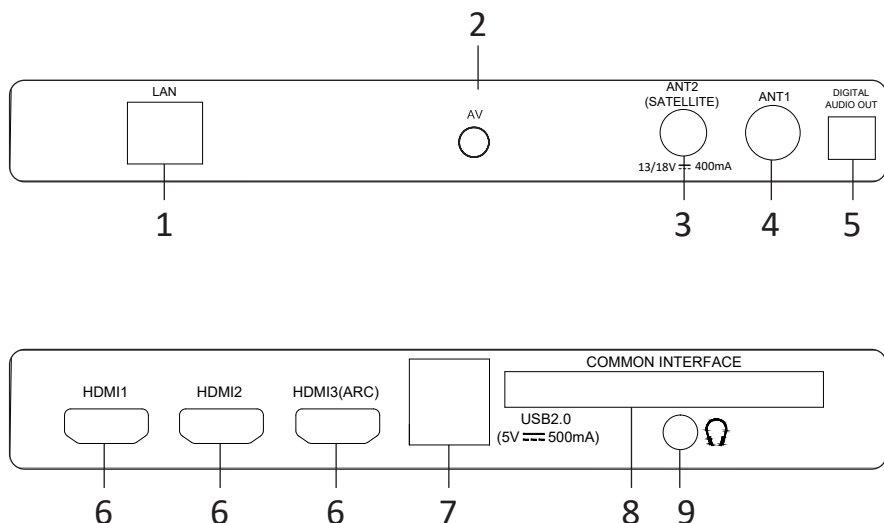 2
LAN
AV
ANT2
(SATELLITE)
ANT1
DIGITAL
AUDIO OUT
13/18V ⎓ 400mA
1
3
4
5
COMMON INTERFACE
HDMI1
HDMI2
HDMI3(ARC)
USB2.0
(5V ⎓ 500mA)
6
6
6
7
8
9